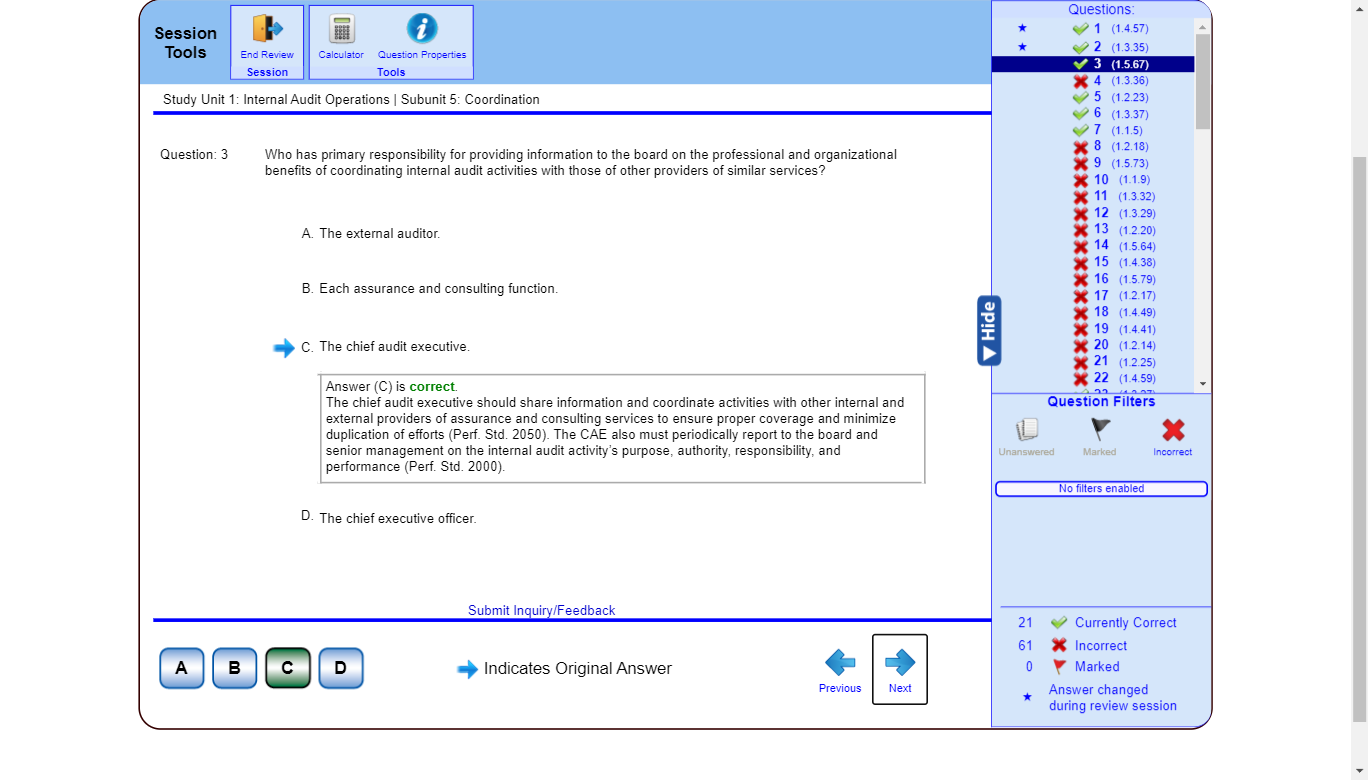 Session
Tools
End Review
Session
Calculator
Question Properties
Tools
Study Unit 1: Internal Audit Operations | Subunit 5: Coordination
Question: 3
Who has primary responsibility for providing information to the board on the professional and organizational
benefits of coordinating internal audit activities with those of other providers of similar services?
A. The external auditor.
B. Each assurance and consulting function.
C. The chief audit executive.
Answer (C) is correct.
The chief audit executive should share information and coordinate activities with other internal and
external providers of assurance and consulting services to ensure proper coverage and minimize
duplication of efforts (Perf. Std. 2050). The CAE also must periodically report to the board and
senior management on the internal audit activity's purpose, authority, responsibility, and
performance (Perf. Std. 2000).
D. The chief executive officer.
Submit Inquiry/Feedback
A
B
C
D
Indicates Original Answer
Previous
Next
Hide
Questions:
1 (1.4.57)
2 (1.3.35)
3 (1.5.67)
4 (1.3.36)
5 (1.2.23)
6 (1.3.37)
7 (1.1.5)
8 (1.2.18)
9 (1.5.73)
10 (1.1.9)
11 (1.3.32)
12 (1.3.29)
13 (1.2.20)
14 (1.5.64)
15 (1.4.38)
16 (1.5.79)
17 (1.2.17)
18 (1.4.49)
19 (1.4.41)
20 (1.2.14)
21 (1.2.25)
22 (1.4.59)
Question Filters
Unanswered
Marked
Incorrect
No filters enabled
21 Currently Correct
61 Incorrect
0 Marked
Answer changed
during review session